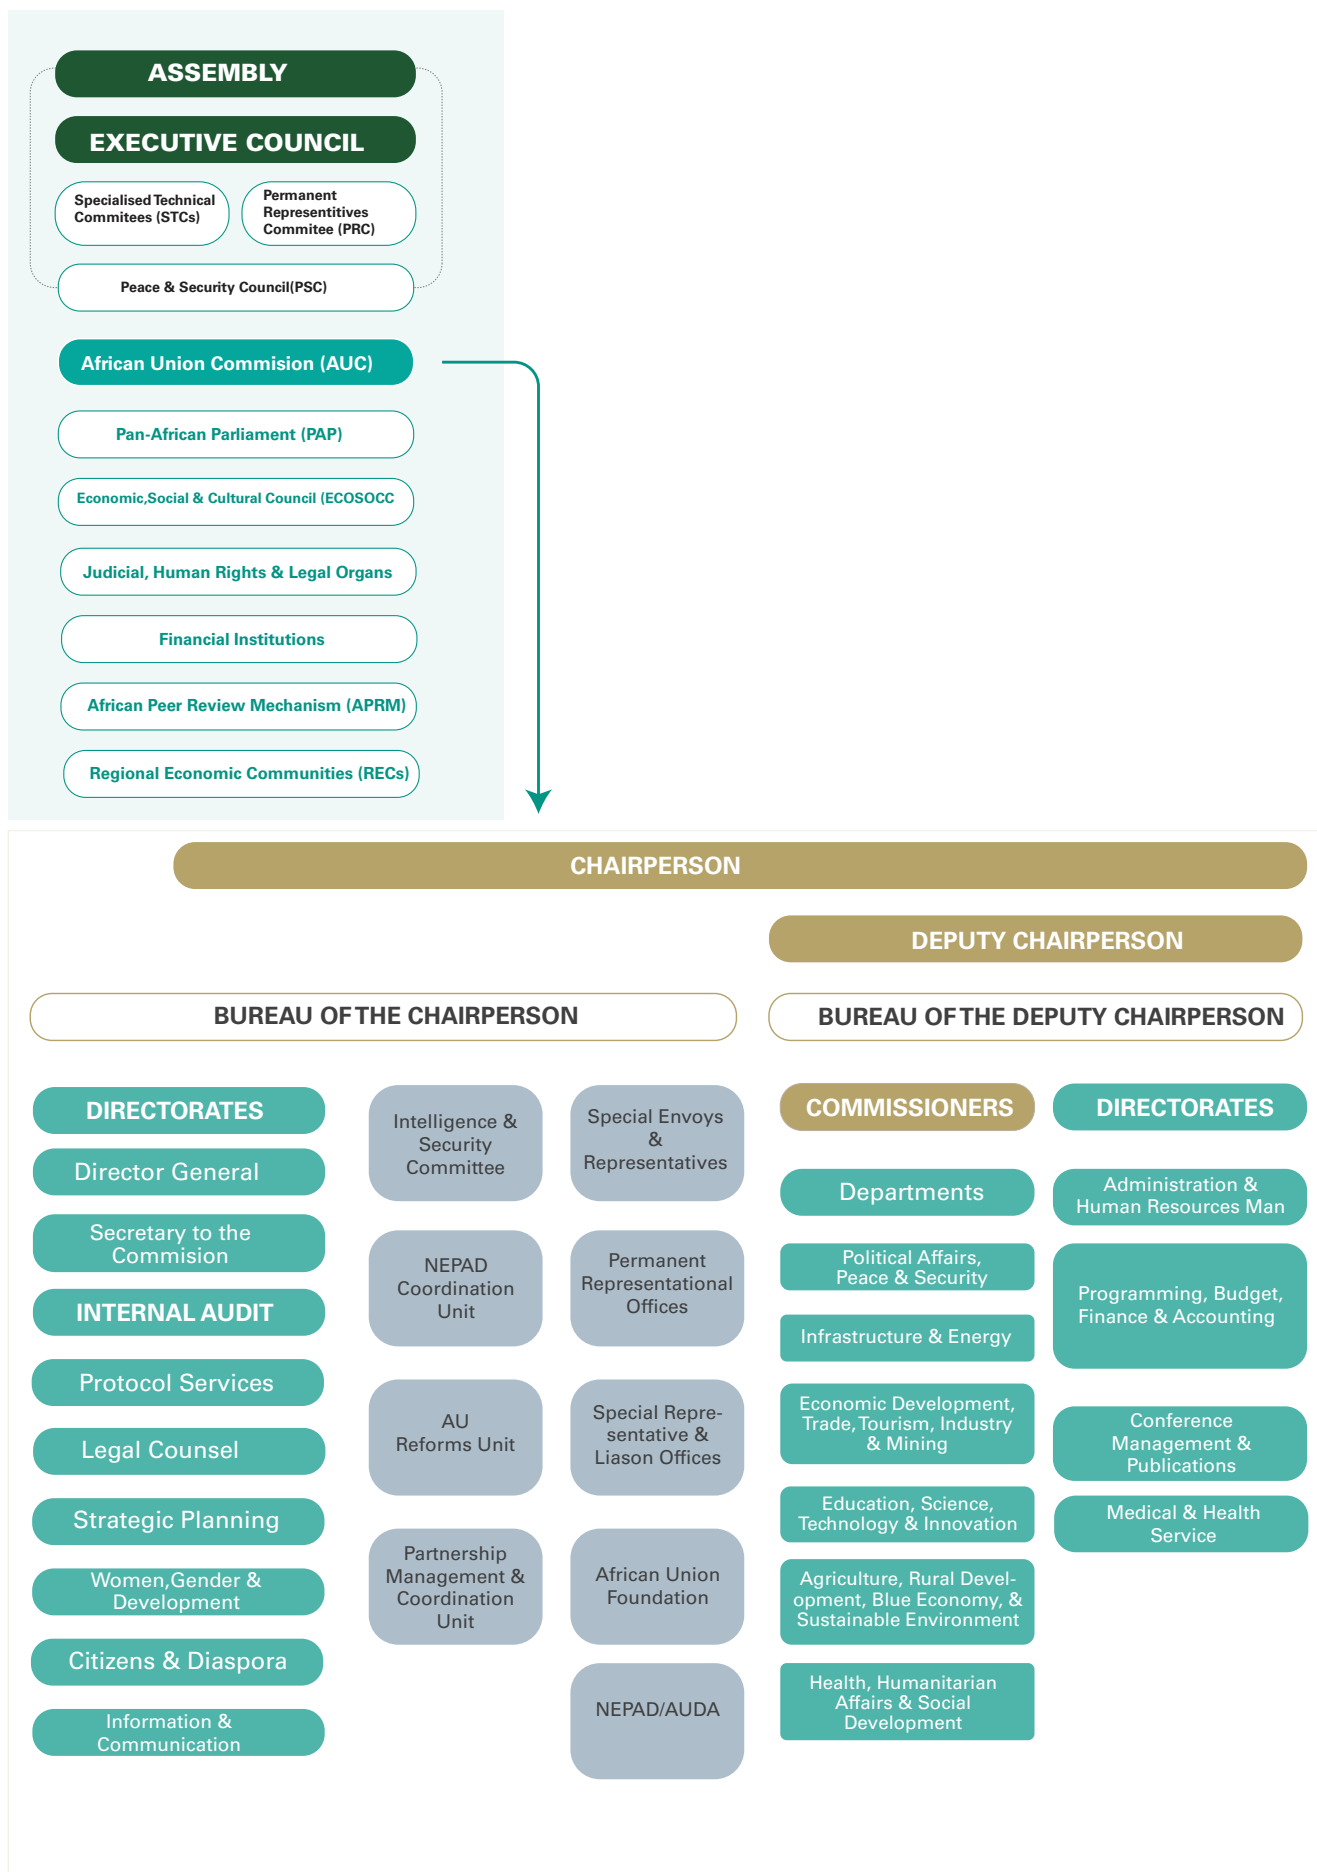 ASSEMBLY
EXECUTIVE COUNCIL
Specialised Technical
Commitees (STCs)
Permanent
Representitives
Commitee (PRC)
Peace & Security Council(PSC)
African Union Commision (AUC)
Pan-African Parliament (PAP)
Economic,Social & Cultural Council (ECOSOCC
Judicial, Human Rights & Legal Organs
Financial Institutions
African Peer Review Mechanism (APRM)
Regional Economic Communities (RECs)
CHAIRPERSON
DEPUTY CHAIRPERSON
BUREAU OF THE CHAIRPERSON
BUREAU OF THE DEPUTY CHAIRPERSON
DIRECTORATES
Director General
Secretary to the
Commision
INTERNAL AUDIT
Protocol Services
Legal Counsel
Strategic Planning
Women,Gender &
Development
Citizens & Diaspora
Information &
Communication
Intelligence &
Security
Committee
NEPAD
Coordination
Unit
AU
Reforms Unit
Partnership
Management &
Coordination
Unit
Special Envoys
&
Representatives
Permanent
Representational
Offices
Special Repre-
sentative &
Liason Offices
African Union
Foundation
NEPAD/AUDA
COMMISSIONERS
Departments
Political Affairs,
Peace & Security
Infrastructure & Energy
Economic Development,
Trade, Tourism, Industry
& Mining
Education, Science,
Technology & Innovation
Agriculture, Rural Devel-
opment, Blue Economy, &
Sustainable Environment
Health, Humanitarian
Affairs & Social
Development
DIRECTORATES
Administration &
Human Resources Man
Programming, Budget,
Finance & Accounting
Conference
Management &
Publications
Medical & Health
Service